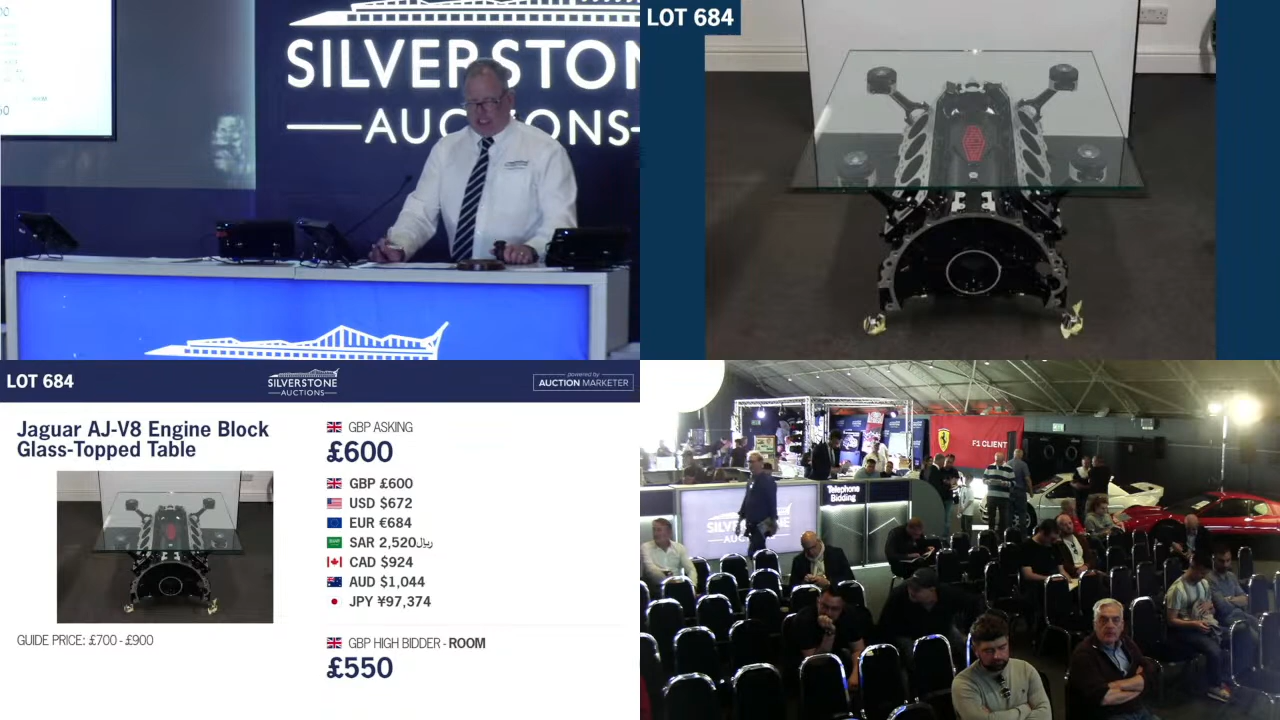 SILVERSTON
AUCTIONS
LOT 684
LOT 684
SILVERSTONE
AUCTIONS
powered by
AUCTION MARKETER
Jaguar AJ-V8 Engine Block
Glass-Topped Table
GUIDE PRICE: £700 - £900
GBP ASKING
£600
GBP £600
USD $672
EUR €684
SAR 2,520﷼
CAD $924
AUD $1,044
JPY ¥97,374
GBP HIGH BIDDER - ROOM
£550
F1 CLIENT
Telephone
Bidding
SILVERSTONE
AUCTIONS